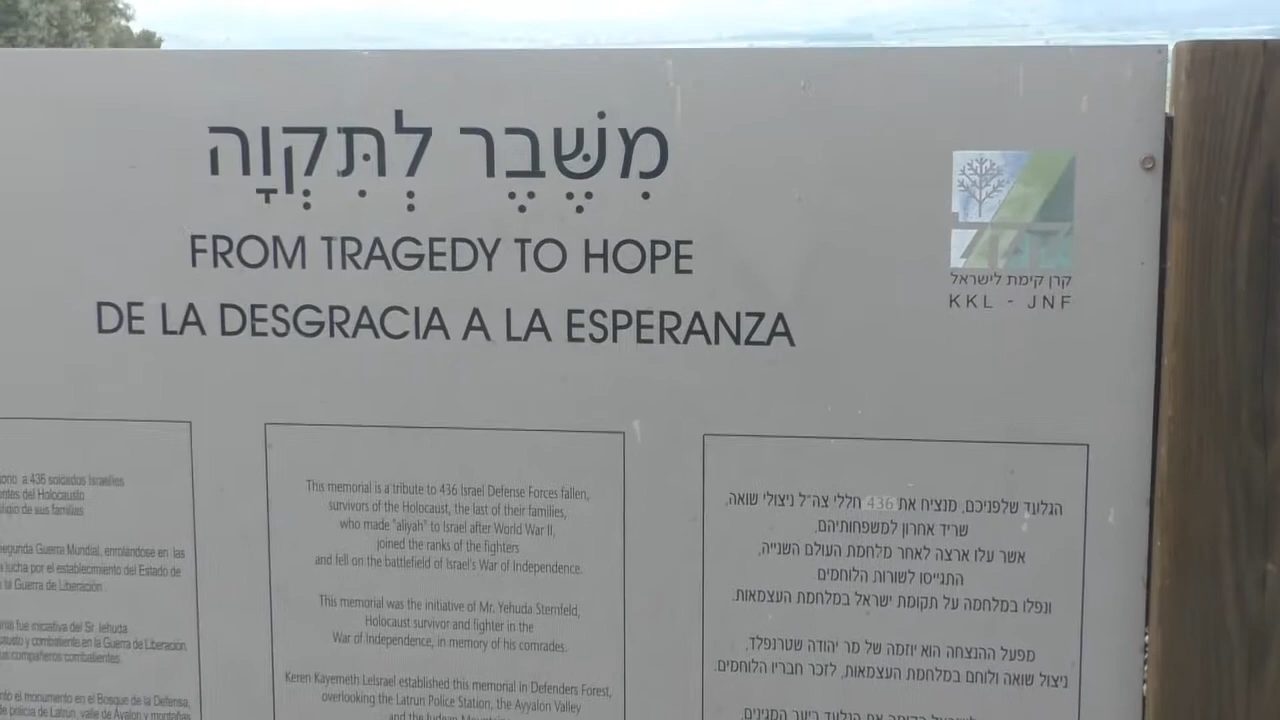 מִשֶּׁבֶר לְתִּקְוָה
FROM TRAGEDY TO HOPE
DE LA DESGRACIA A LA ESPERANZA
קרן קימת לישראל
KKL - JNF
הגלעד שלפניכם, מנציח את 436 חללי צה"ל ניצולי שואה,
שריד אחרון למשפחותיהם,
אשר עלו ארצה לאחר מלחמת העולם השנייה,
התגייסו לשורות הלוחמים
ונפלו במלחמה על תקומת ישראל במלחמת העצמאות.
מפעל ההנצחה הוא יוזמה של מר יהודה שטרנפלד,
ניצול שואה ולוחם במלחמת העצמאות, לזכר חבריו הלוחמים.
This memorial is a tribute to 436 Israel Defense Forces fallen,
survivors of the Holocaust, the last of their families,
who made "aliyah" to Israel after World War II,
joined the ranks of the fighters
and fell on the battlefield of Israel's War of Independence.
This memorial was the initiative of Mr. Yehuda Sternfeld,
Holocaust survivor and fighter in the
War of Independence, in memory of his comrades.
Keren Kayemeth LeIsrael established this memorial in Defenders Forest,
overlooking the Latrun Police Station, the Ayyalon Valley
and the Judean
a 436 soldados Israelíes
del Holocausto
de sus familias
Segunda Guerra Mundial, enrolándose en las
lucha por el establecimiento del Estado de
la Guerra de Liberación
fue iniciativa del Sr. Iehuda
y combatiente en la Guerra de Liberación,
compañeros combatientes.
el monumento en el Bosque de la Defensa,
de policía de Latrun, valle de Ayalon y montañas